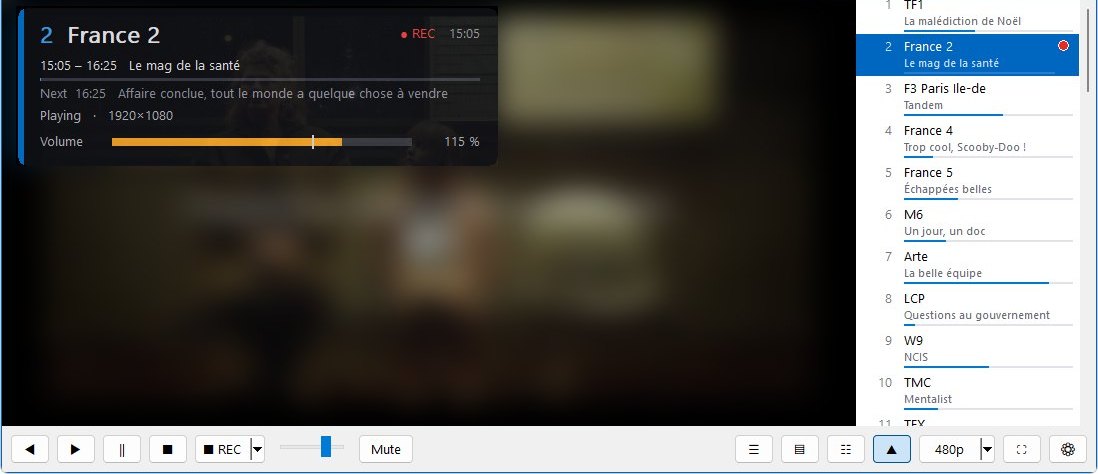 2 France 2 REC 15:05
15:05 – 16:25 Le mag de la santé
Next 16:25 Affaire conclue, tout le monde a quelque chose à vendre
Playing · 1920×1080
Volume 115 %
1 TF1
La malédiction de Noël
2 France 2
Le mag de la santé
3 F3 Paris Ile-de
Tandem
4 France 4
Trop cool, Scooby-Doo !
5 France 5
Échappées belles
6 M6
Un jour, un doc
7 Arte
La belle équipe
8 LCP
Questions au gouvernement
9 W9
NCIS
10 TMC
Mentalist
11 TFX
REC
Mute
480p